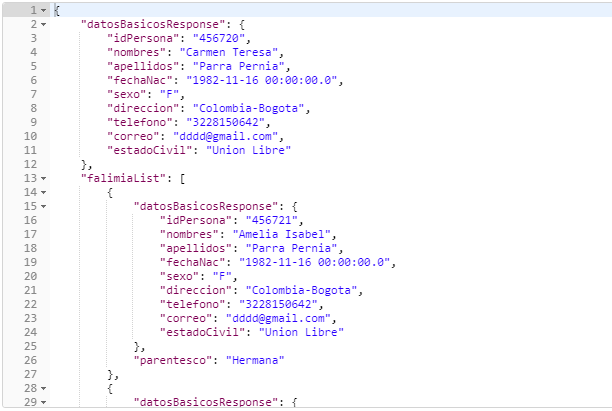 1 {
2 "datosBasicosResponse": {
3 "idPersona": "456720",
4 "nombres": "Carmen Teresa",
5 "apellidos": "Parra Pernia",
6 "fechaNac": "1982-11-16 00:00:00.0",
7 "sexo": "F",
8 "direccion": "Colombia-Bogota",
9 "telefono": "3228150642",
10 "correo": "dddd@gmail.com",
11 "estadoCivil": "Union Libre"
12 },
13 "falimiaList": [
14 {
15 "datosBasicosResponse": {
16 "idPersona": "456721",
17 "nombres": "Amelia Isabel",
18 "apellidos": "Parra Pernia",
19 "fechaNac": "1982-11-16 00:00:00.0",
20 "sexo": "F",
21 "direccion": "Colombia-Bogota",
22 "telefono": "3228150642",
23 "correo": "dddd@gmail.com",
24 "estadoCivil": "Union Libre"
25 },
26 "parentesco": "Hermana"
27 },
28 {
29 "datosBasicosResponse": {